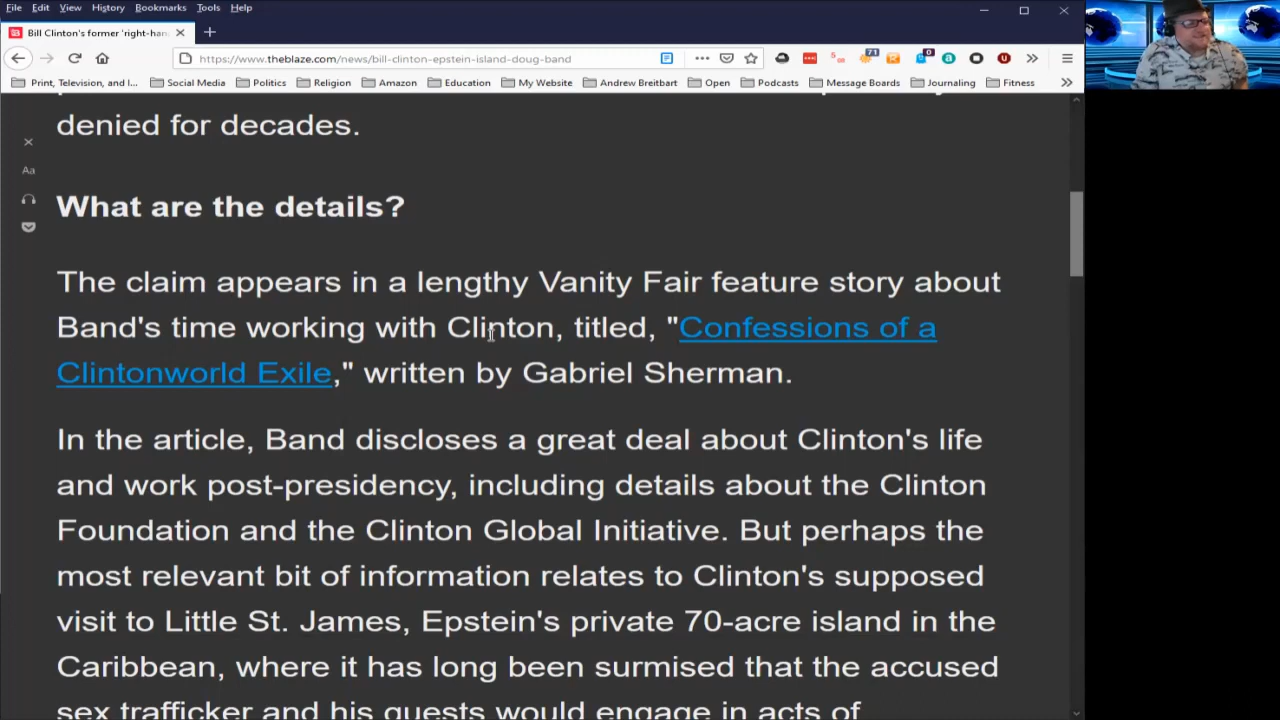 File Edit View History Bookmarks Tools Help
Bill Clinton's former 'right-han
https://www.theblaze.com/news/bill-clinton-epstein-island-doug-band
71 0
Print, Television, and I... Social Media Politics Religion Amazon Education My Website Andrew Breitbart Open Podcasts Message Boards Fitness
denied for decades.
Aa
What are the details?
The claim appears in a lengthy Vanity Fair feature story about
Band's time working with Clinton, titled, "Confessions of a
Clintonworld Exile," written by Gabriel Sherman.
In the article, Band discloses a great deal about Clinton's life
and work post-presidency, including details about the Clinton
Foundation and the Clinton Global Initiative. But perhaps the
most relevant bit of information relates to Clinton's supposed
visit to Little St. James, Epstein's private 70-acre island in the
Caribbean, where it has long been surmised that the accused
sex trafficker and his guests would engage in acts of